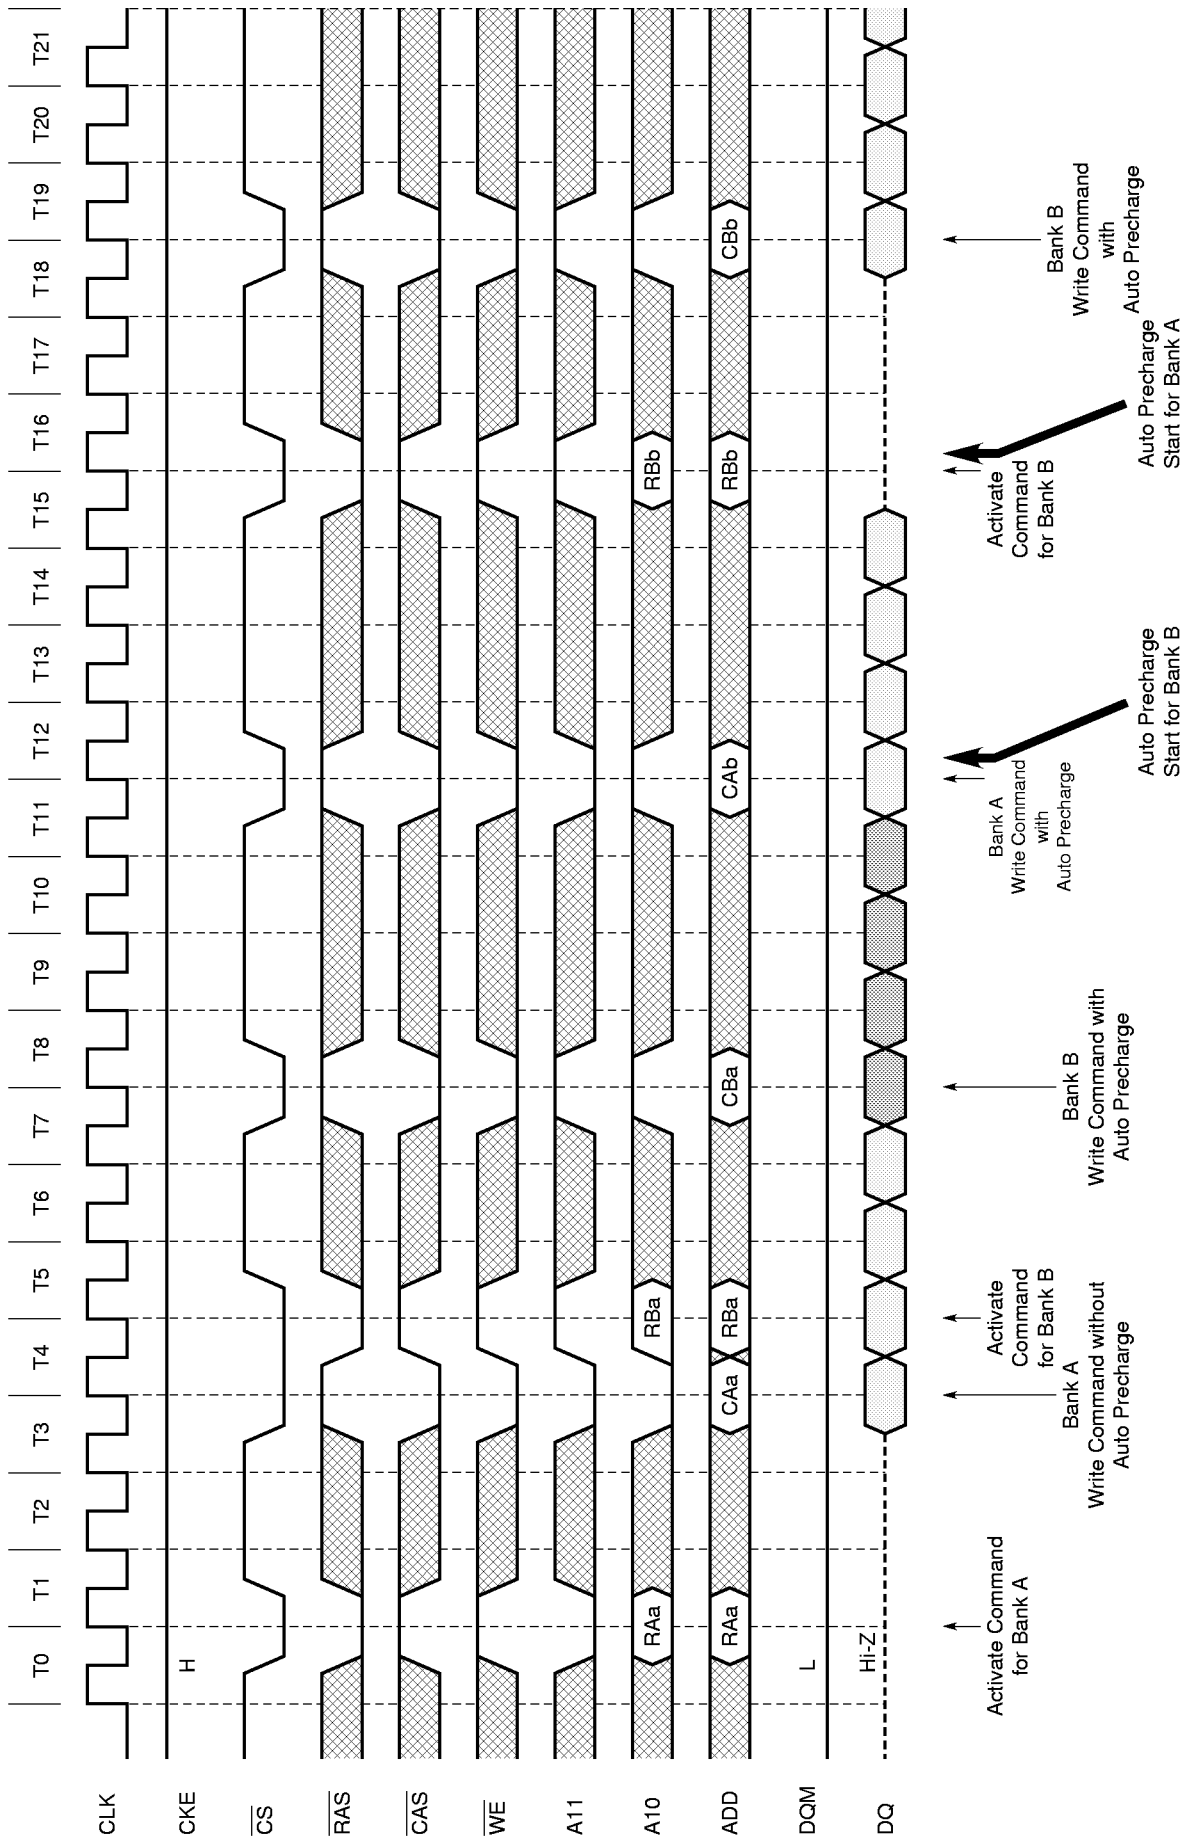 T0 T1 T2 T3 T4 T5 T6 T7 T8 T9 T10 T11 T12 T13 T14 T15 T16 T17 T18 T19 T20 T21
CLK
CKE H
CS
RAS
CAS
WE
A11
A10 RAa RBa RBb
ADD RAa CAa RBa CBa CAb RBb CBb
DQM L
DQ Hi-Z
Activate Command
for Bank A
Bank A
Write Command without
Auto Precharge
Activate
Command
for Bank B
Bank B
Write Command with
Auto Precharge
Bank A
Write Command
with
Auto Precharge
Auto Precharge
Start for Bank B
Activate
Command
for Bank B
Auto Precharge
Start for Bank A
Bank B
Write Command
with
Auto Precharge